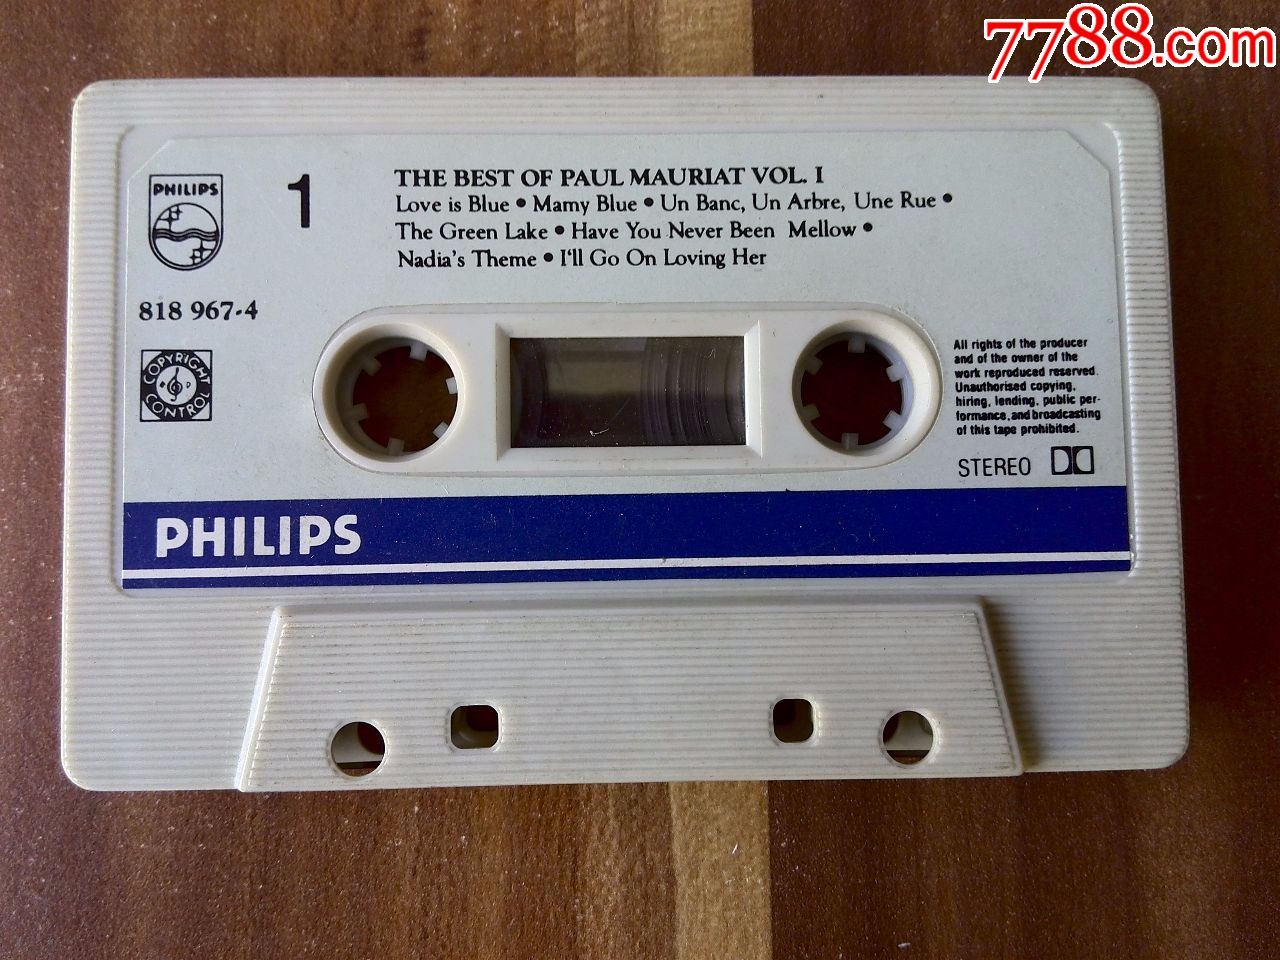 7788.com
PHILIPS
1
THE BEST OF PAUL MAURIAT VOL. I
Love is Blue • Mamy Blue • Un Banc, Un Arbre, Une Rue •
The Green Lake • Have You Never Been Mellow •
Nadia's Theme • I'll Go On Loving Her
818 967-4
COPYRIGHT
CONTROL
All rights of the producer
and of the owner of the
work reproduced reserved.
Unauthorised copying,
hiring, lending, public per-
formance, and broadcasting
of this tape prohibited.
STEREO
PHILIPS